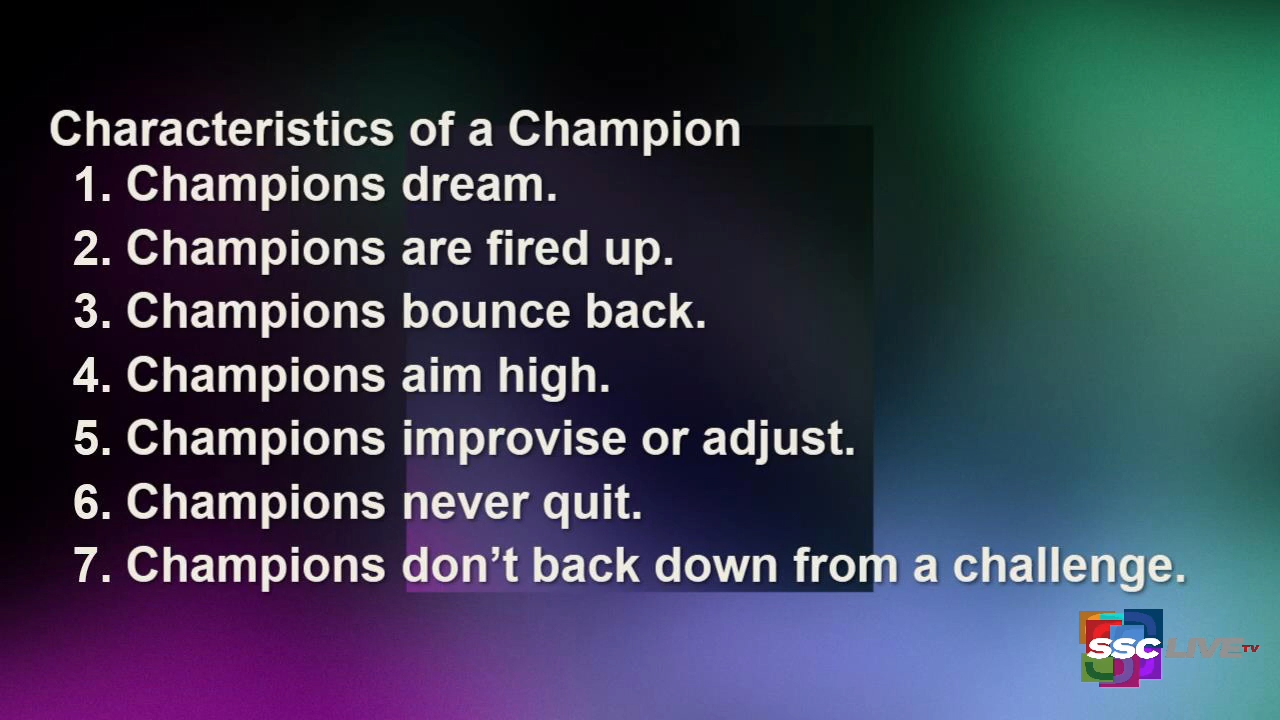 Characteristics of a Champion
1. Champions dream.
2. Champions are fired up.
3. Champions bounce back.
4. Champions aim high.
5. Champions improvise or adjust.
6. Champions never quit.
7. Champions don’t back down from a challenge.
SSC LIVE TV